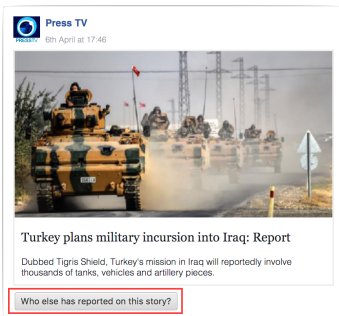 Press TV
PRESSTV
6th April at 17:46
Turkey plans military incursion into Iraq: Report
Dubbed Tigris Shield, Turkey's mission in Iraq will reportedly involve
thousands of tanks, vehicles and artillery pieces.
Who else has reported on this story?